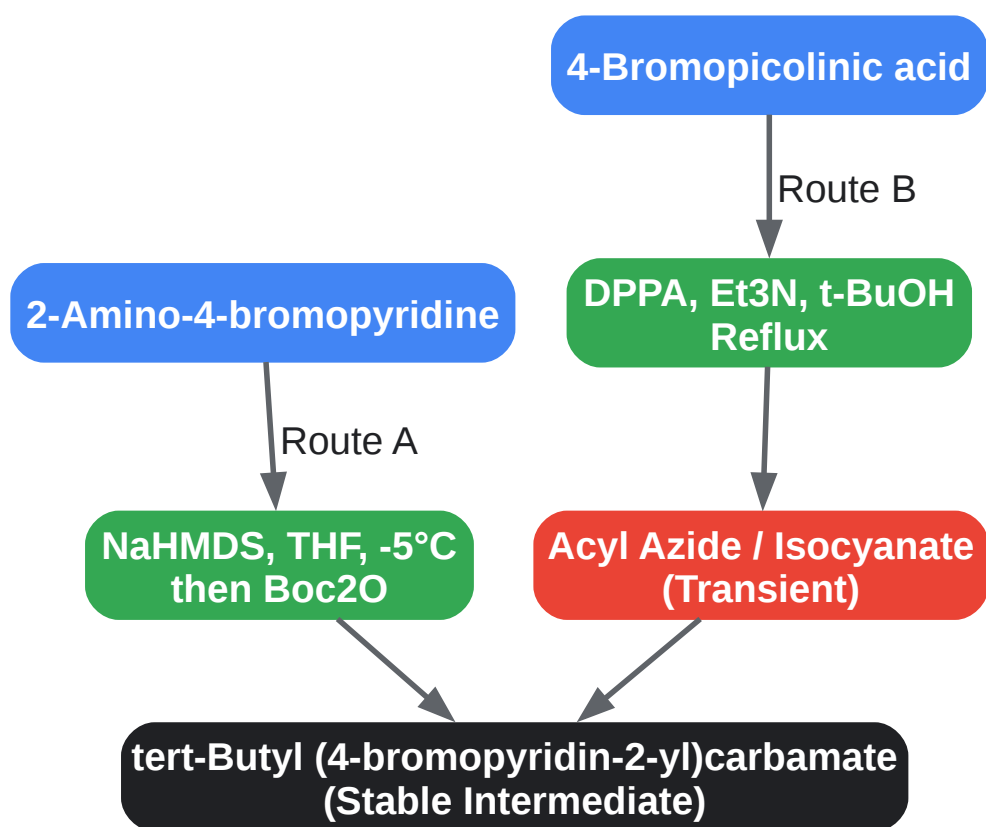 4-Bromopicolinic acid
Route B
DPPA, Et3N, t-BuOH
Reflux
2-Amino-4-bromopyridine
Route A
NaHMDS, THF, -5°C
then Boc2O
Acyl Azide / Isocyanate
(Transient)
tert-Butyl (4-bromopyridin-2-yl)carbamate
(Stable Intermediate)